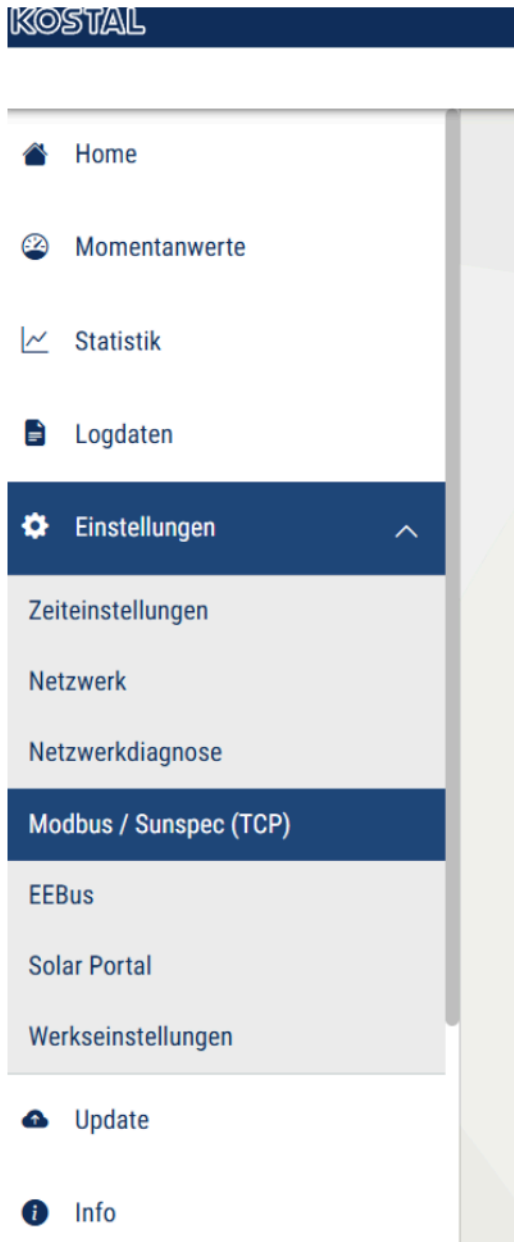 KOSTAL
Home
Momentanwerte
Statistik
Logdaten
Einstellungen
Zeiteinstellungen
Netzwerk
Netzwerkdiagnose
Modbus / Sunspec (TCP)
EEBus
Solar Portal
Werkseinstellungen
Update
Info